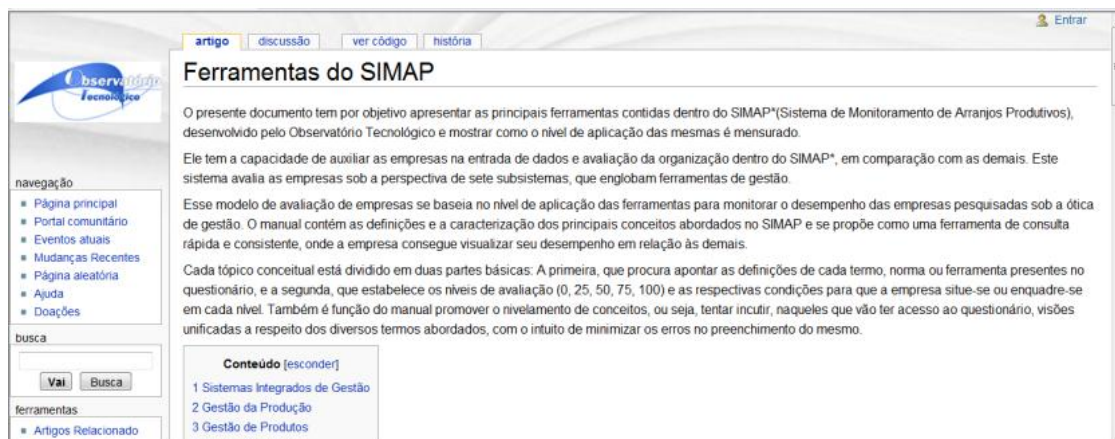 Entrar
artigo discussão ver código história
Observatório
Tecnológico
Ferramentas do SIMAP
O presente documento tem por objetivo apresentar as principais ferramentas contidas dentro do SIMAP*(Sistema de Monitoramento de Arranjos Produtivos),
desenvolvido pelo Observatório Tecnológico e mostrar como o nível de aplicação das mesmas é mensurado.
Ele tem a capacidade de auxiliar as empresas na entrada de dados e avaliação da organização dentro do SIMAP*, em comparação com as demais. Este
sistema avalia as empresas sob a perspectiva de sete subsistemas, que englobam ferramentas de gestão.
Esse modelo de avaliação de empresas se baseia no nível de aplicação das ferramentas para monitorar o desempenho das empresas pesquisadas sob a ótica
de gestão. O manual contém as definições e a caracterização dos principais conceitos abordados no SIMAP e se propõe como uma ferramenta de consulta
rápida e consistente, onde a empresa consegue visualizar seu desempenho em relação às demais.
Cada tópico conceitual está dividido em duas partes básicas: A primeira, que procura apontar as definições de cada termo, norma ou ferramenta presentes no
questionário, e a segunda, que estabelece os níveis de avaliação (0, 25, 50, 75, 100) e as respectivas condições para que a empresa situe-se ou enquadre-se
em cada nível. Também é função do manual promover o nivelamento de conceitos, ou seja, tentar incutir, naqueles que vão ter acesso ao questionário, visões
unificadas a respeito dos diversos termos abordados, com o intuito de minimizar os erros no preenchimento do mesmo.
Conteúdo [esconder]
1 Sistemas Integrados de Gestão
2 Gestão da Produção
3 Gestão de Produtos
navegação
Página principal
Portal comunitário
Eventos atuais
Mudanças Recentes
Página aleatória
Ajuda
Doações
busca
Vai Busca
ferramentas
Artigos Relacionado